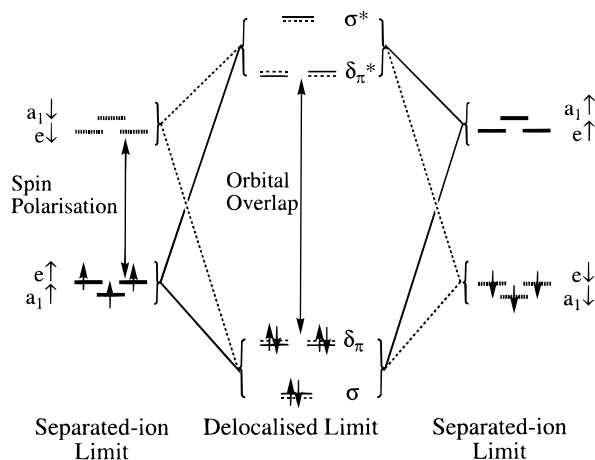 σ*
δπ*
a₁↓
e↓
a₁↑
e↑
Spin
Polarisation
Orbital
Overlap
e↑
a₁↑
e↓
a₁↓
δπ
σ
Separated-ion
Limit
Delocalised Limit
Separated-ion
Limit